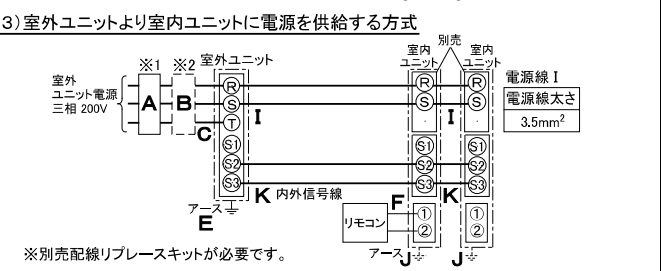 3)室外ユニットより室内ユニットに電源を供給する方式
別売
※1 ※2 室外ユニット 室内ユニット 室内ユニット
室外
ユニット電源
三相 200V
A B C
R S T I
R S I
R S
電源線 I
電源線太さ
3.5mm²
S1 S2 S3
S1 S2 S3
S1 S2 S3
K 内外信号線 F K
アース
E
リモコン ① ② ① ②
アース J J
※別売配線リプレースキットが必要です。